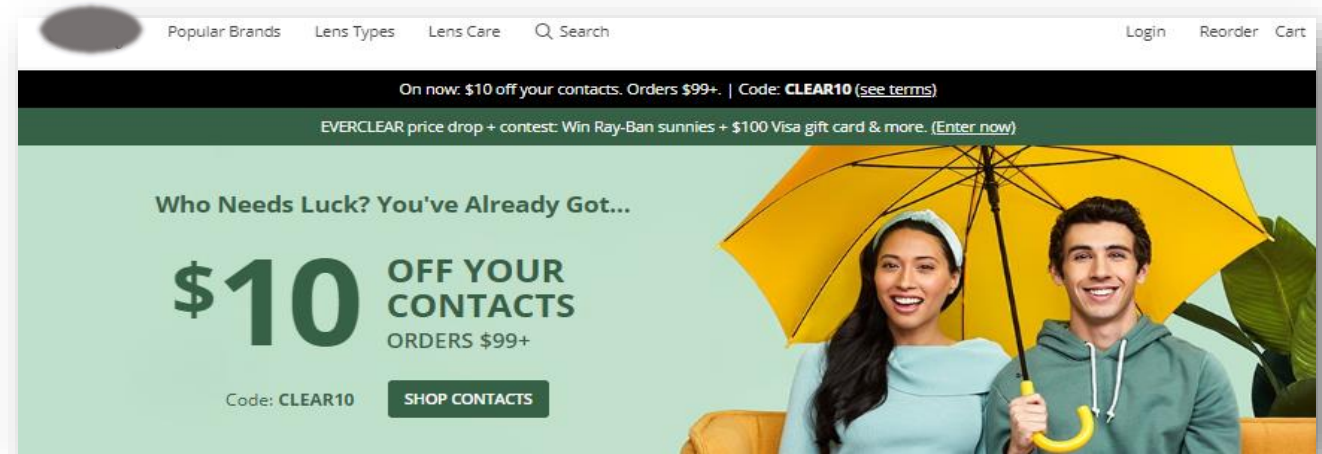 Popular Brands Lens Types Lens Care Search Login Reorder Cart
On now: $10 off your contacts. Orders $99+. | Code: CLEAR10 (see terms)
EVERCLEAR price drop + contest: Win Ray-Ban sunnies + $100 Visa gift card & more. (Enter now)
Who Needs Luck? You've Already Got...
$10 OFF YOUR
CONTACTS
ORDERS $99+
Code: CLEAR10 SHOP CONTACTS